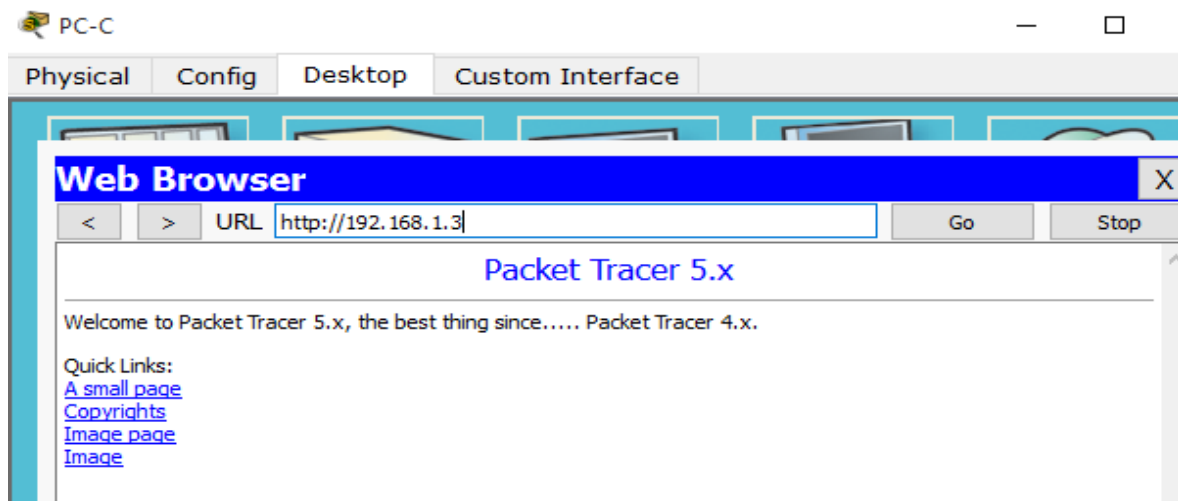 PC-C
Physical Config Desktop Custom Interface
Web Browser X
< > URL http://192.168.1.3 Go Stop
Packet Tracer 5.x
Welcome to Packet Tracer 5.x, the best thing since..... Packet Tracer 4.x.
Quick Links:
A small page
Copyrights
Image page
Image